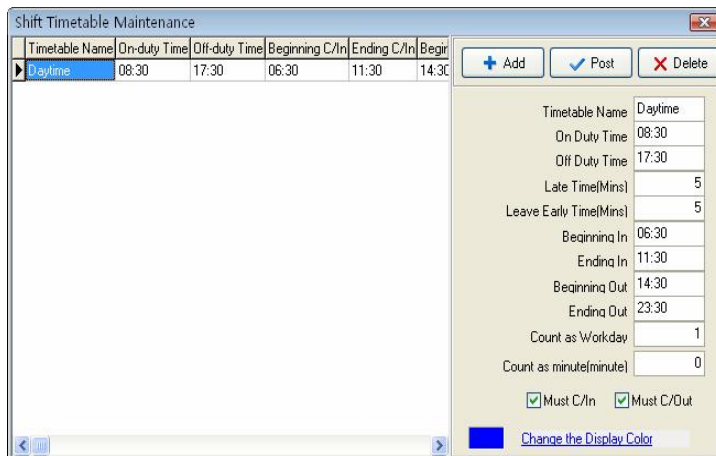 Shift Timetable Maintenance
Timetable Name On-duty Time Off-duty Time Beginning C/In Ending C/In Begir
Daytime 08:30 17:30 06:30 11:30 14:30
Add Post Delete
Timetable Name Daytime
On Duty Time 08:30
Off Duty Time 17:30
Late Time(Mins) 5
Leave Early Time(Mins) 5
Beginning In 06:30
Ending In 11:30
Beginning Out 14:30
Ending Out 23:30
Count as Workday 1
Count as minute(minute) 0
Must C/In Must C/Out
Change the Display Color